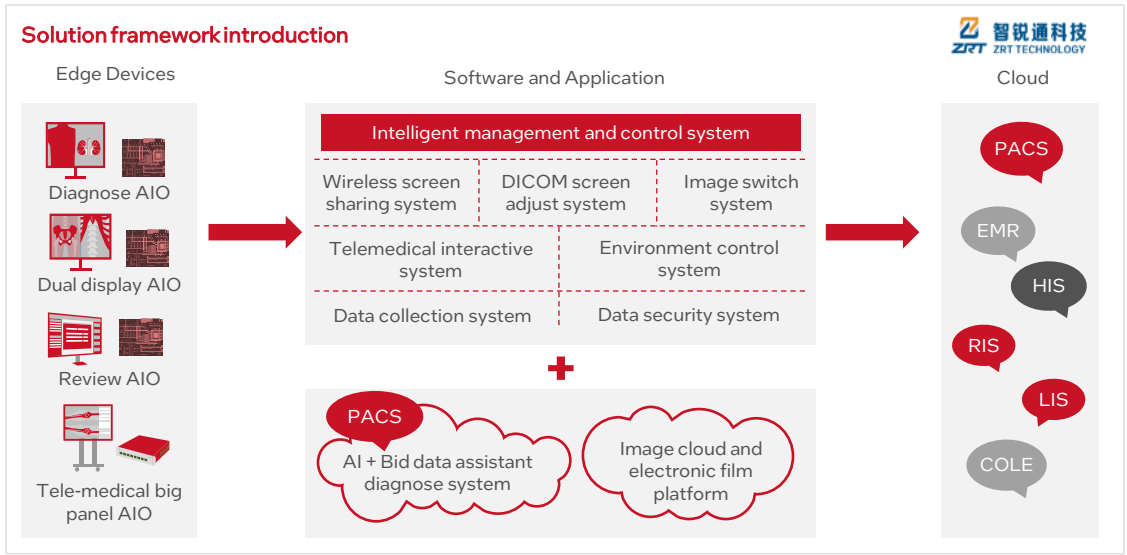 Solution framework introduction
智锐通科技
ZRT
ZRT TECHNOLOGY
Edge Devices
Software and Application
Cloud
Diagnose AIO
Dual display AIO
Review AIO
Tele-medical big
panel AIO
Intelligent management and control system
Wireless screen
sharing system
DICOM screen
adjust system
Image switch
system
Telemedical interactive
system
Environment control
system
Data collection system
Data security system
PACS
AI + Bid data assistant
diagnose system
Image cloud and
electronic film
platform
PACS
EMR
HIS
RIS
LIS
COLE